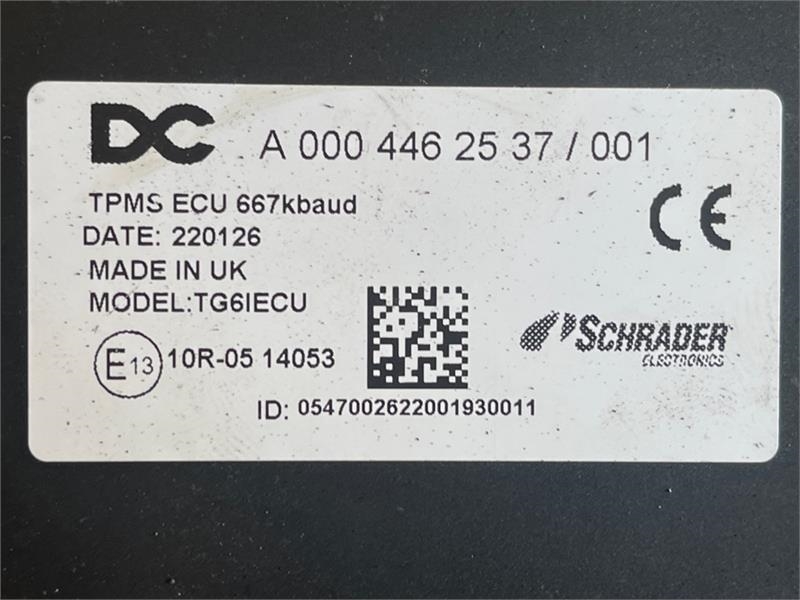 DC A 000 446 25 37 / 001
TPMS ECU 667kbaud
DATE: 220126
MADE IN UK
MODEL:TG6IECU
CE
SCHRADER
ELECTRONICS
E13 10R-05 14053
ID: 0547002622001930011